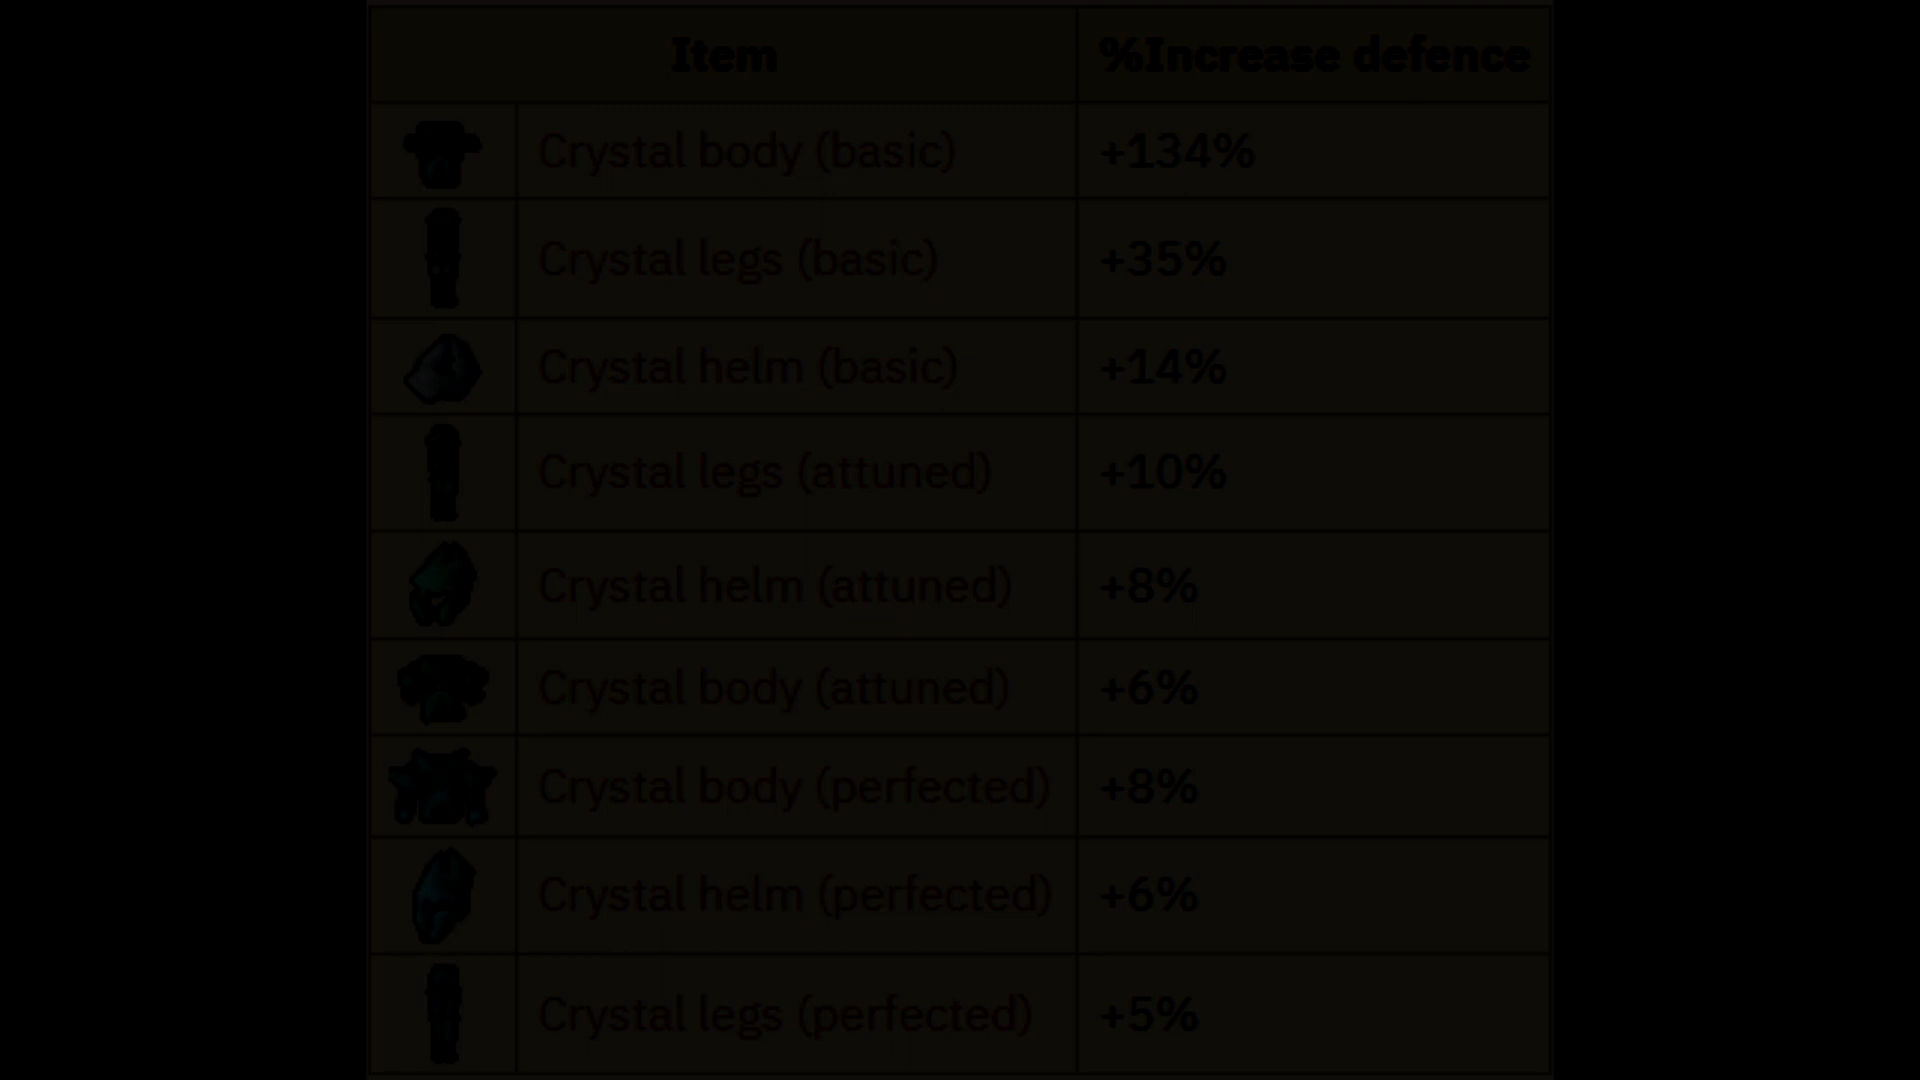 Item %Increase defence
Crystal body (basic) +134%
Crystal legs (basic) +35%
Crystal helm (basic) +14%
Crystal legs (attuned) +10%
Crystal helm (attuned) +8%
Crystal body (attuned) +6%
Crystal body (perfected) +8%
Crystal helm (perfected) +6%
Crystal legs (perfected) +5%